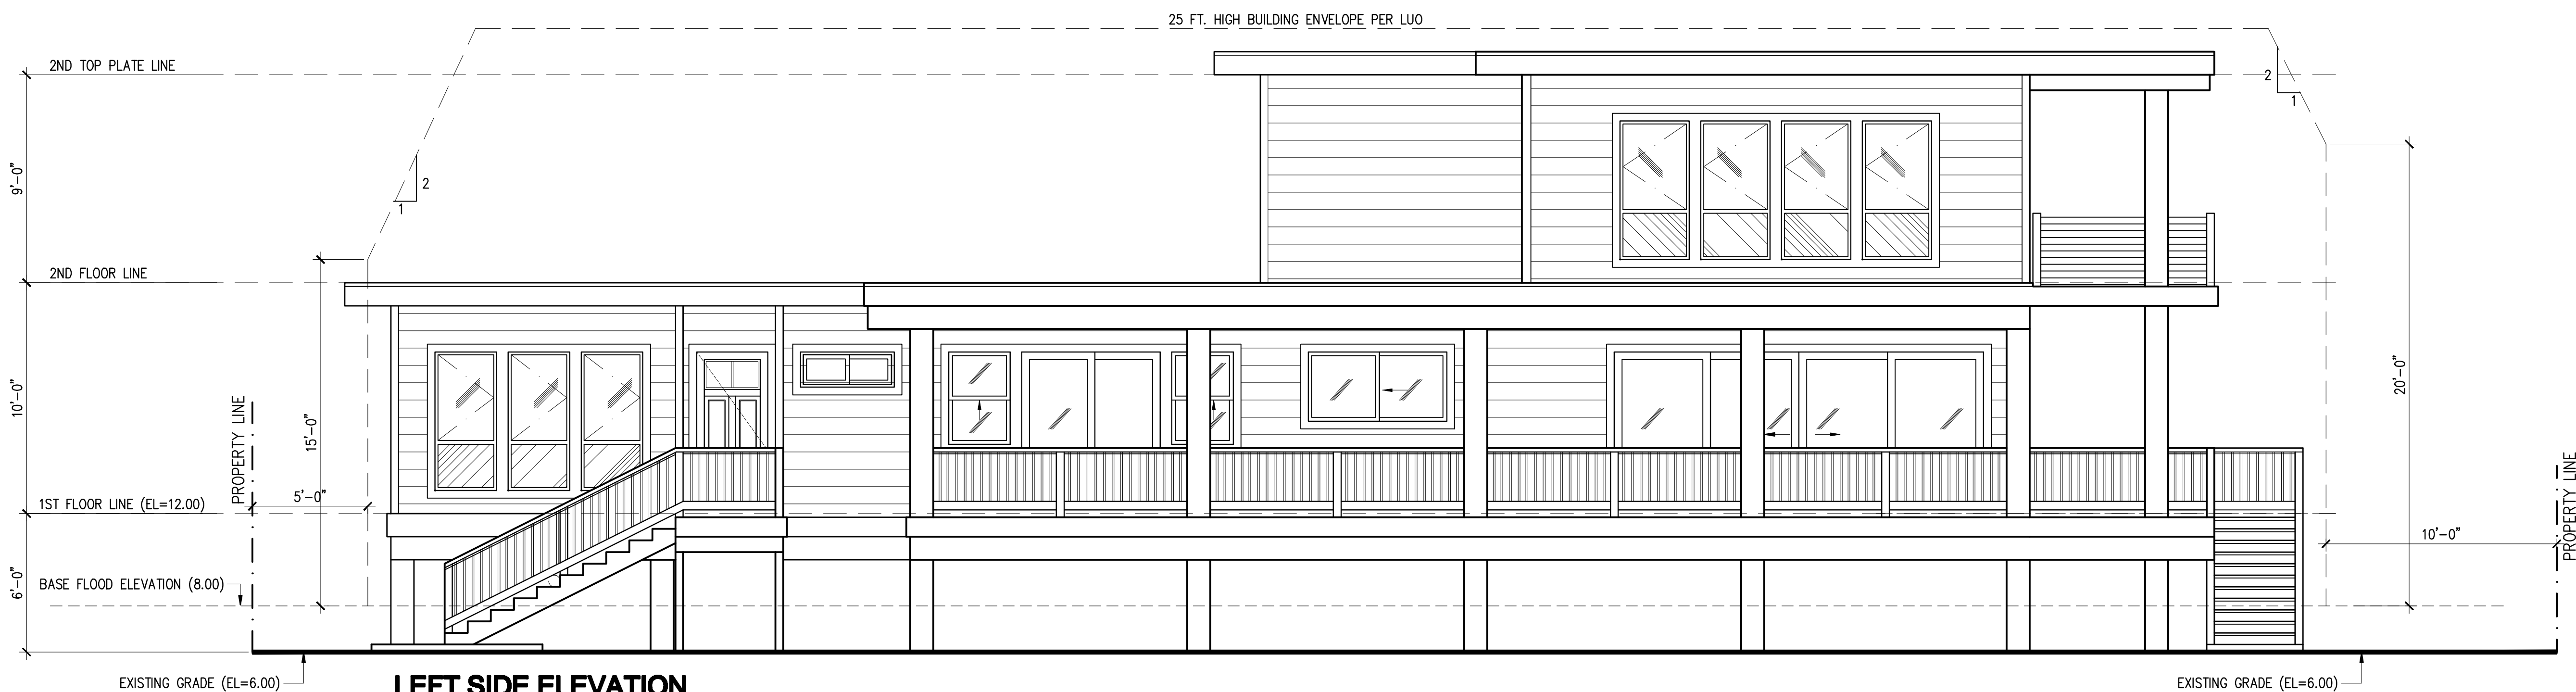 25 FT. HIGH BUILDING ENVELOPE PER LUO
2ND TOP PLATE LINE
2
1
9'-0"
2
1
2ND FLOOR LINE
10'-0"
PROPERTY LINE
15'-0"
20'-0"
5'-0"
1ST FLOOR LINE (EL=12.00)
PROPERTY LINE
10'-0"
6'-0"
BASE FLOOD ELEVATION (8.00)
EXISTING GRADE (EL=6.00)
LEFT SIDE ELEVATION
EXISTING GRADE (EL=6.00)